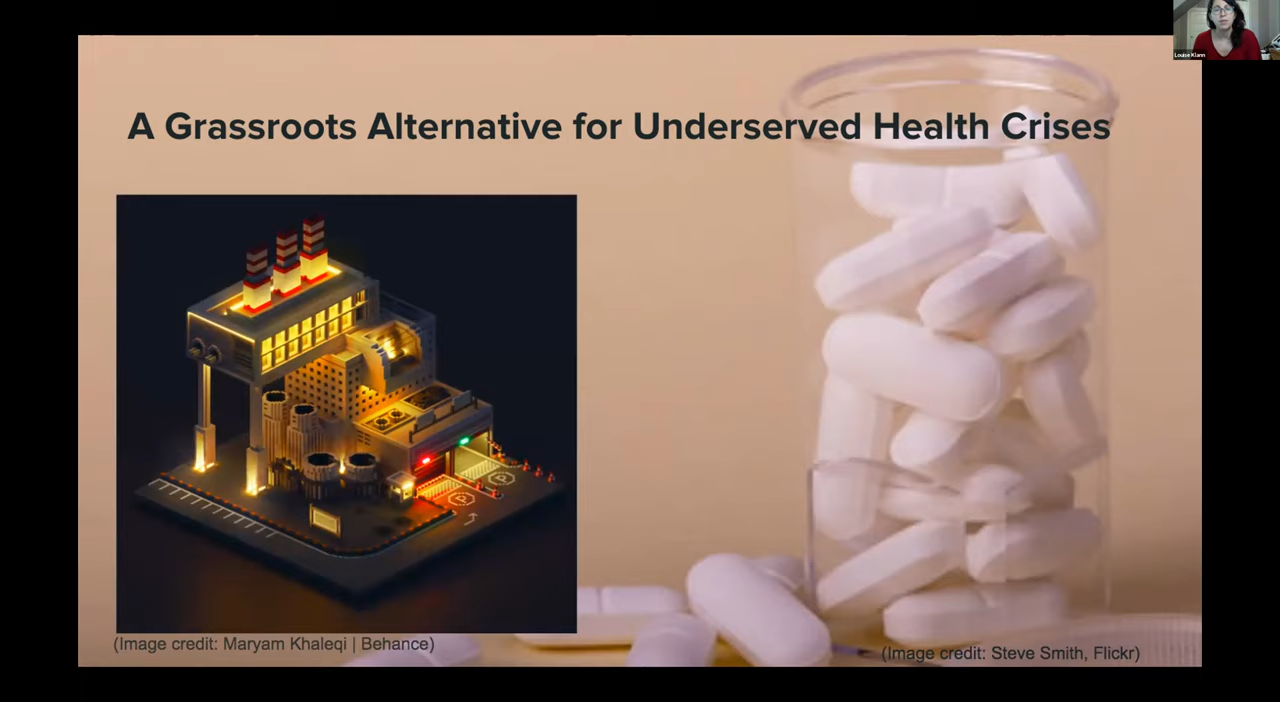 Louise Klann
A Grassroots Alternative for Underserved Health Crises
(Image credit: Maryam Khaleqi | Behance)
(Image credit: Steve Smith, Flickr)